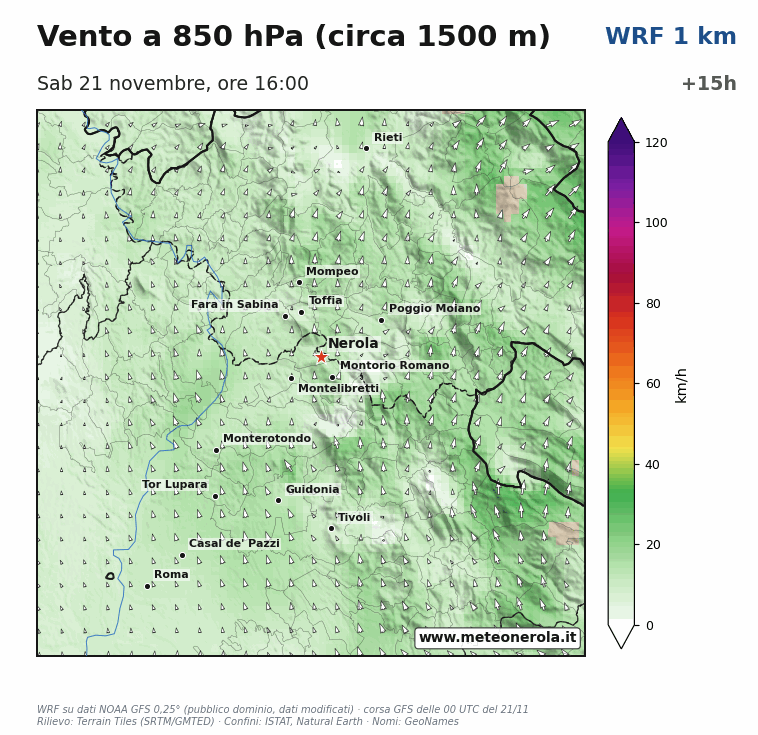 Vento a 850 hPa (circa 1500 m)
WRF 1 km
Sab 21 novembre, ore 16:00
+15h
Rieti
Mompeo
Toffia
Fara in Sabina
Poggio Moiano
Nerola
Montorio Romano
Montelibretti
Monterotondo
Tor Lupara
Guidonia
Tivoli
Casal de' Pazzi
Roma
www.meteonerola.it
120
100
80
60
40
20
0
km/h
WRF su dati NOAA GFS 0,25° (pubblico dominio, dati modificati) · corsa GFS delle 00 UTC del 21/11
Rilievo: Terrain Tiles (SRTM/GMTED) · Confini: ISTAT, Natural Earth · Nomi: GeoNames